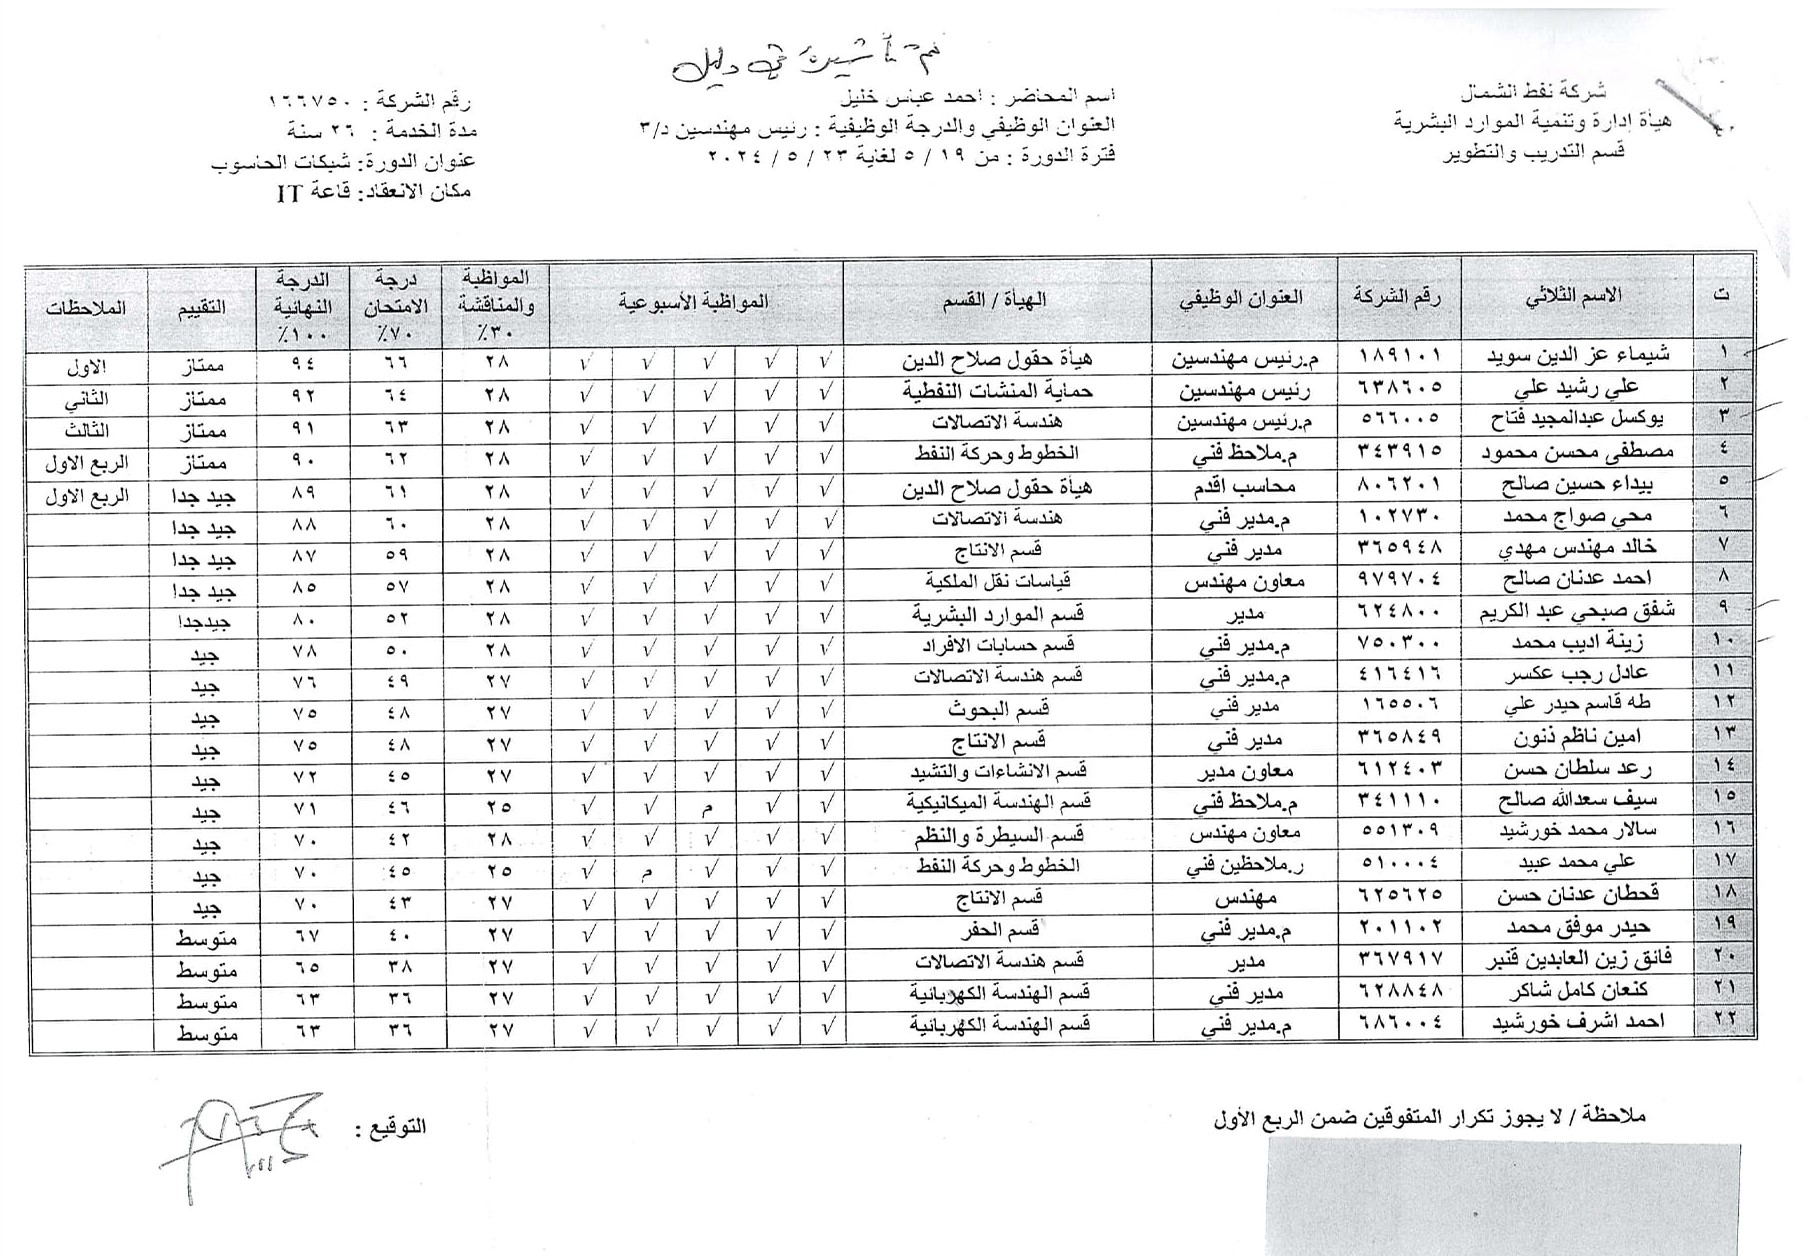 تم تأشيره في دليل
شركة نفط الشمال
هيأة إدارة وتنمية الموارد البشرية
قسم التدريب والتطوير
اسم المحاضر : احمد عباس خليل
العنوان الوظيفي والدرجة الوظيفية : رئيس مهندسين د/٣
فترة الدورة : من ١٩ / ٥ لغاية ٢٣ / ٥ / ٢٠٢٤
رقم الشركة : ١٦٦٧٥٠
مدة الخدمة : ٢٦ سنة
عنوان الدورة: شبكات الحاسوب
مكان الانعقاد: قاعة IT
ت الاسم الثلاثي رقم الشركة العنوان الوظيفي الهيأة / القسم المواظبة الأسبوعية المواظبة والمناقشة ٣٠٪ درجة الامتحان ٧٠٪ الدرجة النهائية ١٠٠٪ التقييم الملاحظات
١ شيماء عز الدين سويد ١٨٩١٠١ م.رئيس مهندسين هيأة حقول صلاح الدين √ √ √ √ √ ٢٨ ٦٦ ٩٤ ممتاز الاول
٢ علي رشيد علي ٦٣٨٦٠٥ رئيس مهندسين حماية المنشات النفطية √ √ √ √ √ ٢٨ ٦٤ ٩٢ ممتاز الثاني
٣ يوكسل عبدالمجيد فتاح ٥٦٦٠٠٥ م.رئيس مهندسين هندسة الاتصالات √ √ √ √ √ ٢٨ ٦٣ ٩١ ممتاز الثالث
٤ مصطفى محسن محمود ٣٤٣٩١٥ م.ملاحظ فني الخطوط وحركة النفط √ √ √ √ √ ٢٨ ٦٢ ٩٠ ممتاز الربع الاول
٥ بيداء حسين صالح ٨٠٦٢٠١ محاسب اقدم هيأة حقول صلاح الدين √ √ √ √ √ ٢٨ ٦١ ٨٩ جيد جدا الربع الاول
٦ محي صواج محمد ١٠٢٧٣٠ م.مدير فني هندسة الاتصالات √ √ √ √ √ ٢٨ ٦٠ ٨٨ جيد جدا
٧ خالد مهندس مهدي ٣٦٥٩٤٨ مدير فني قسم الانتاج √ √ √ √ √ ٢٨ ٥٩ ٨٧ جيد جدا
٨ احمد عدنان صالح ٩٧٩٧٠٤ معاون مهندس قياسات نقل الملكية √ √ √ √ √ ٢٨ ٥٧ ٨٥ جيد جدا
٩ شفق صبحي عبد الكريم ٦٢٤٨٠٠ مدير قسم الموارد البشرية √ √ √ √ √ ٢٨ ٥٢ ٨٠ جيدجدا
١٠ زينة اديب محمد ٧٥٠٣٠٠ م.مدير فني قسم حسابات الافراد √ √ √ √ √ ٢٨ ٥٠ ٧٨ جيد
١١ عادل رجب عكسر ٤١٦٤١٦ م.مدير فني قسم هندسة الاتصالات √ √ √ √ √ ٢٧ ٤٩ ٧٦ جيد
١٢ طه قاسم حيدر علي ١٦٥٥٠٦ مدير فني قسم البحوث √ √ √ √ √ ٢٧ ٤٨ ٧٥ جيد
١٣ امين ناظم ذنون ٣٦٥٨٤٩ مدير فني قسم الانتاج √ √ √ √ √ ٢٧ ٤٨ ٧٥ جيد
١٤ رعد سلطان حسن ٦١٢٤٠٣ معاون مدير قسم الانشاءات والتشيد √ √ √ √ √ ٢٧ ٤٥ ٧٢ جيد
١٥ سيف سعدالله صالح ٣٤١١١٠ م.ملاحظ فني قسم الهندسة الميكانيكية √ √ م √ √ ٢٥ ٤٦ ٧١ جيد
١٦ سالار محمد خورشيد ٥٥١٣٠٩ معاون مهندس قسم السيطرة والنظم √ √ √ √ √ ٢٨ ٤٢ ٧٠ جيد
١٧ علي محمد عبيد ٥١٠٠٠٤ ر.ملاحظين فني الخطوط وحركة النفط √ √ √ م √ ٢٥ ٤٥ ٧٠ جيد
١٨ قحطان عدنان حسن ٦٢٥٦٢٥ مهندس قسم الانتاج √ √ √ √ √ ٢٧ ٤٣ ٧٠ جيد
١٩ حيدر موفق محمد ٢٠١١٠٢ م.مدير فني قسم الحفر √ √ √ √ √ ٢٧ ٤٠ ٦٧ متوسط
٢٠ فائق زين العابدين قنبر ٣٦٧٩١٧ مدير قسم هندسة الاتصالات √ √ √ √ √ ٢٧ ٣٨ ٦٥ متوسط
٢١ كنعان كامل شاكر ٦٢٨٨٤٨ مدير فني قسم الهندسة الكهربائية √ √ √ √ √ ٢٧ ٣٦ ٦٣ متوسط
٢٢ احمد اشرف خورشيد ٦٨٦٠٠٤ م.مدير فني قسم الهندسة الكهربائية √ √ √ √ √ ٢٧ ٣٦ ٦٣ متوسط
ملاحظة / لا يجوز تكرار المتفوقين ضمن الربع الأول
التوقيع :